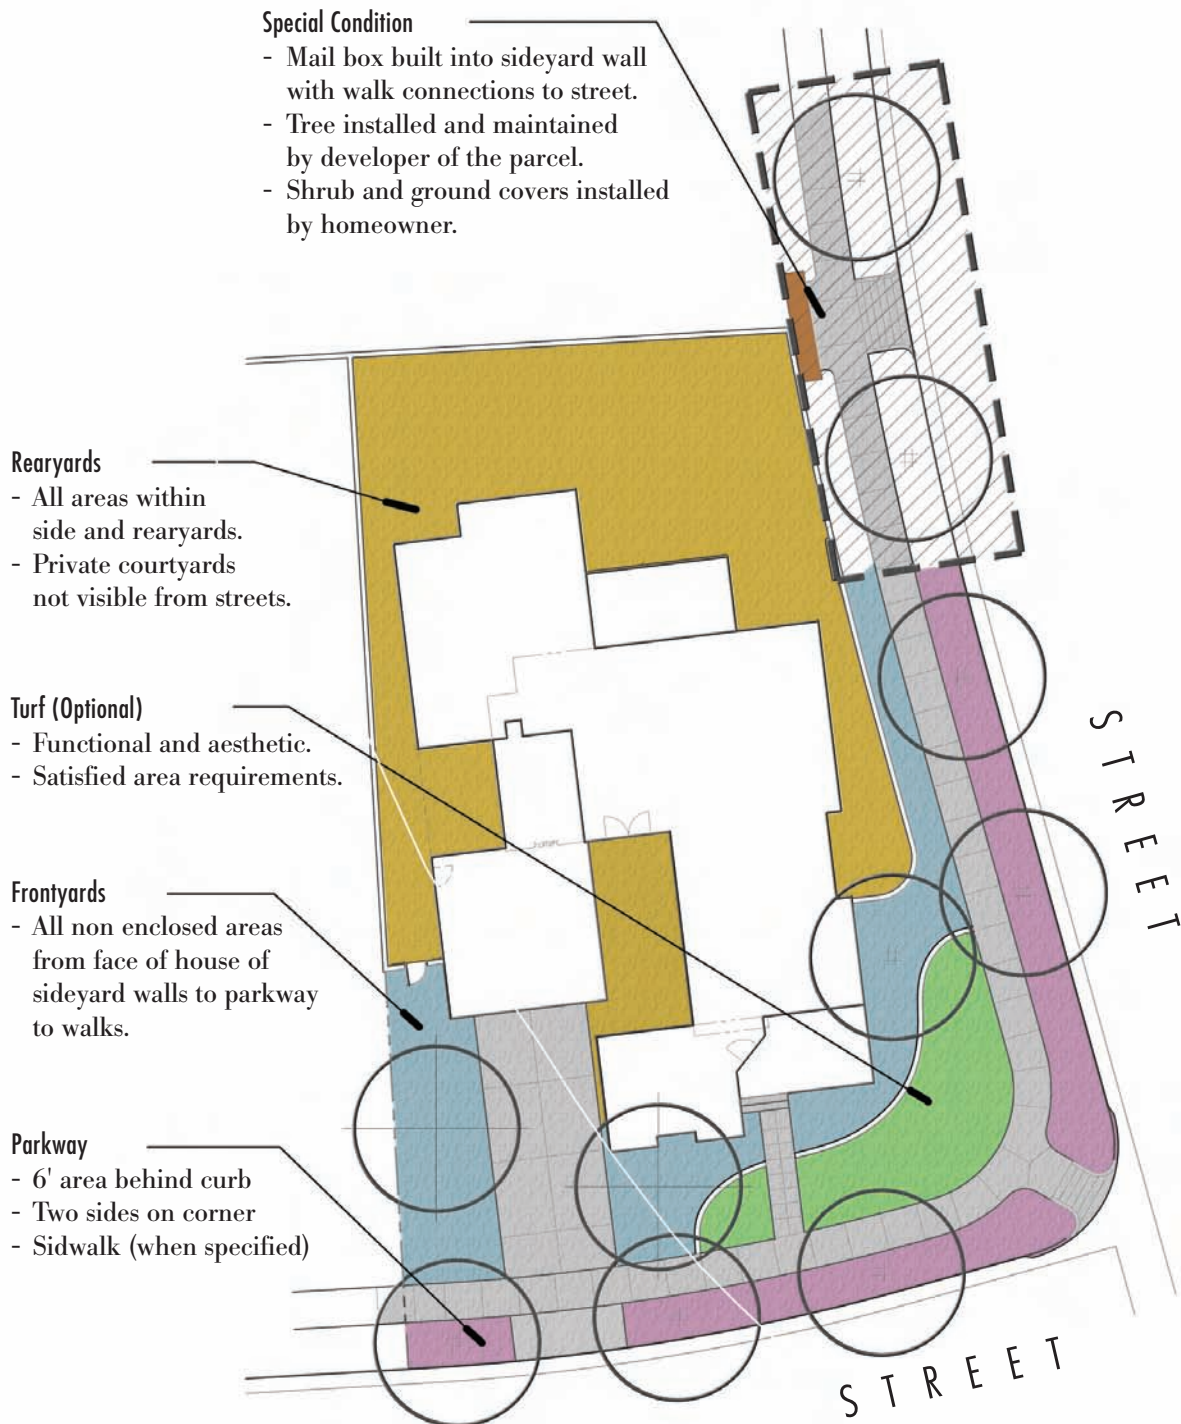 Special Condition
- Mail box built into sideyard wall
with walk connections to street.
- Tree installed and maintained
by developer of the parcel.
- Shrub and ground covers installed
by homeowner.
Rearyards
- All areas within
side and rearyards.
- Private courtyards
not visible from streets.
Turf (Optional)
- Functional and aesthetic.
- Satisfied area requirements.
Frontyards
- All non enclosed areas
from face of house of
sideyard walls to parkway
to walks.
Parkway
- 6' area behind curb
- Two sides on corner
- Sidwalk (when specified)
STREET
STREET